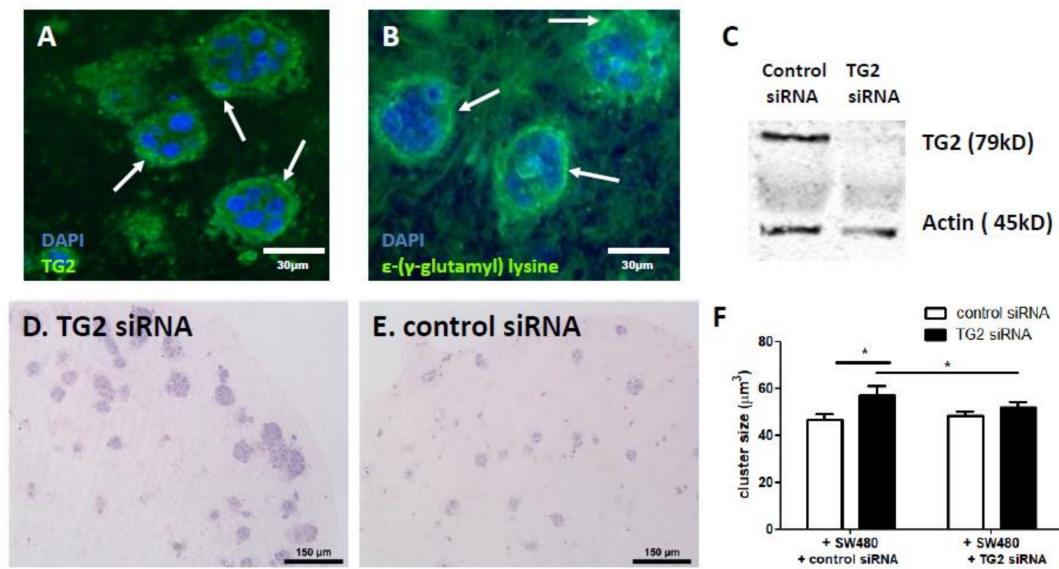 A
DAPI
TG2
30μm
B
DAPI
ε-(γ-glutamyl) lysine
30μm
C
Control siRNA
TG2 siRNA
TG2 (79kD)
Actin ( 45kD)
D. TG2 siRNA
150 μm
E. control siRNA
150 μm
F
control siRNA
TG2 siRNA
*
*
80
60
40
20
0
cluster size (μm³)
+ SW480
+ control siRNA
+ SW480
+ TG2 siRNA